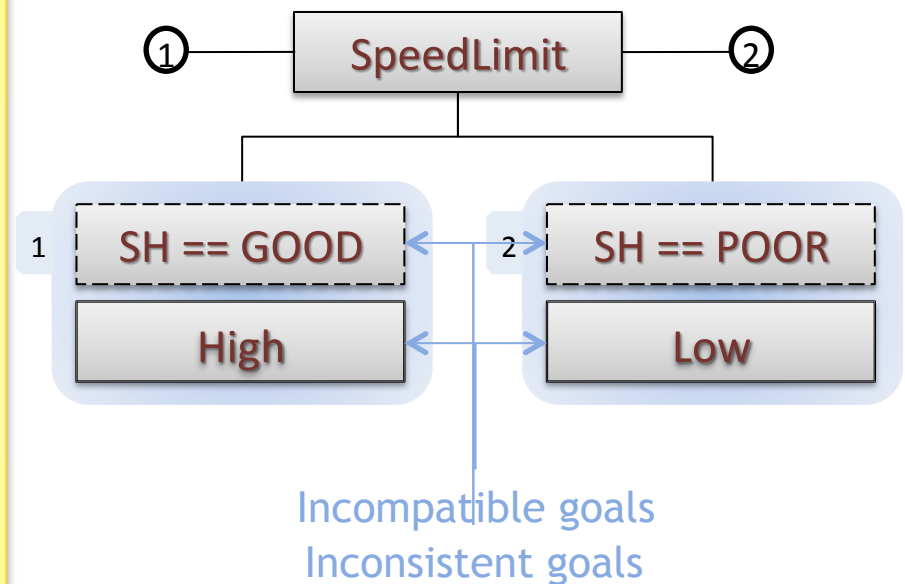 1 SpeedLimit 2
1 SH == GOOD 2 SH == POOR
High Low
Incompatible goals
Inconsistent goals